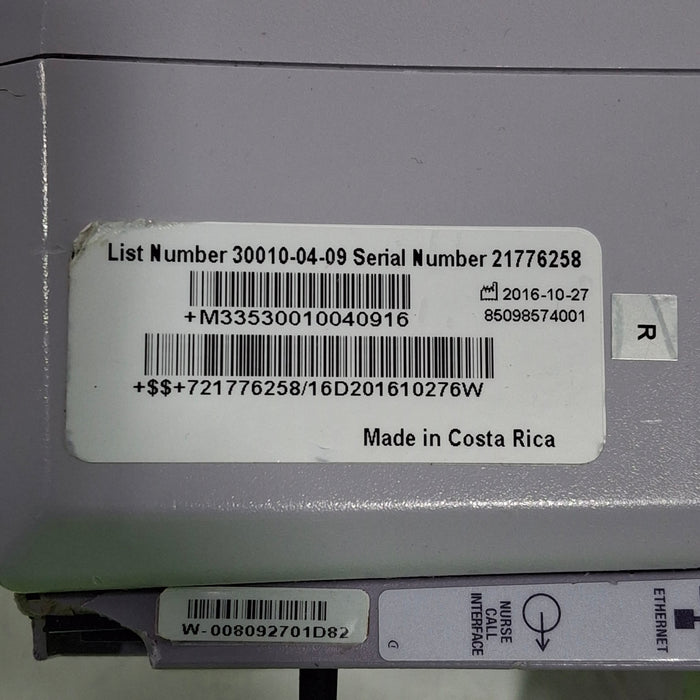 List Number 30010-04-09 Serial Number 21776258
2016-10-27
+M33530010040916
85098574001
+$$+721776258/16D201610276W
Made in Costa Rica
R
W-008092701D82
NURSE
CALL
INTERFACE
ETHERNET